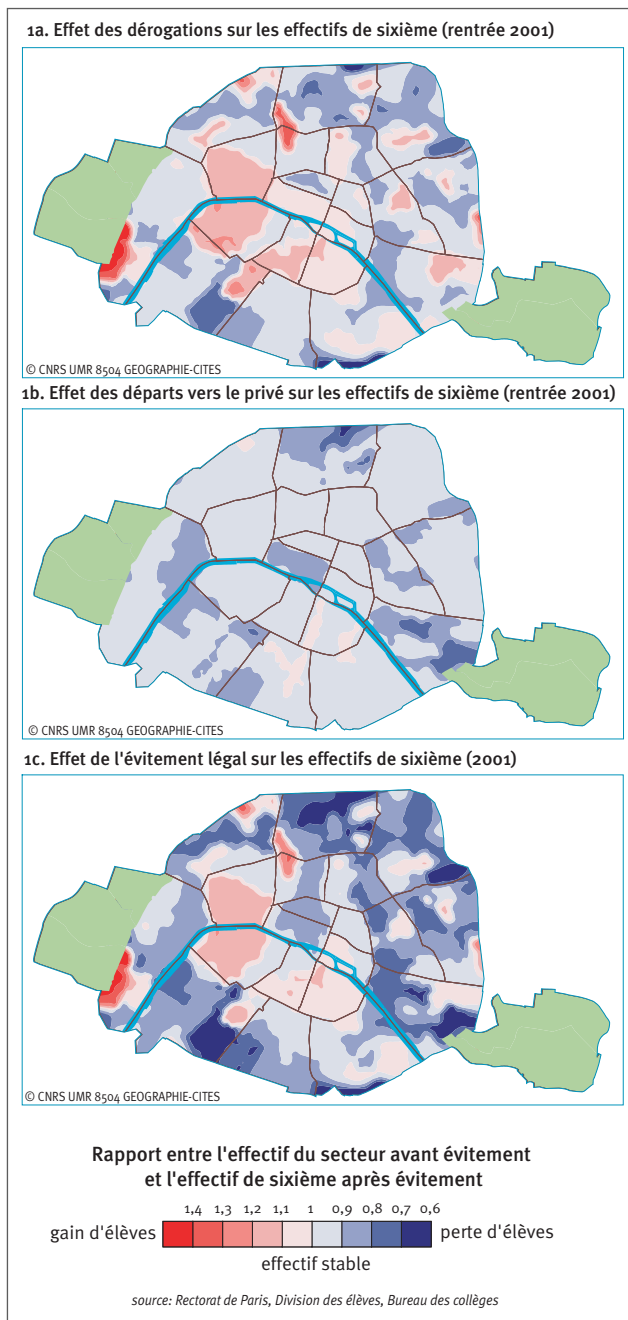 1a. Effet des dérogations sur les effectifs de sixième (rentrée 2001)
© CNRS UMR 8504 GEOGRAPHIE-CITES
1b. Effet des départs vers le privé sur les effectifs de sixième (rentrée 2001)
© CNRS UMR 8504 GEOGRAPHIE-CITES
1c. Effet de l'évitement légal sur les effectifs de sixième (2001)
© CNRS UMR 8504 GEOGRAPHIE-CITES
Rapport entre l'effectif du secteur avant évitement
et l'effectif de sixième après évitement
1,4 1,3 1,2 1,1 1 0,9 0,8 0,7 0,6
gain d'élèves perte d'élèves
effectif stable
source: Rectorat de Paris, Division des élèves, Bureau des collèges